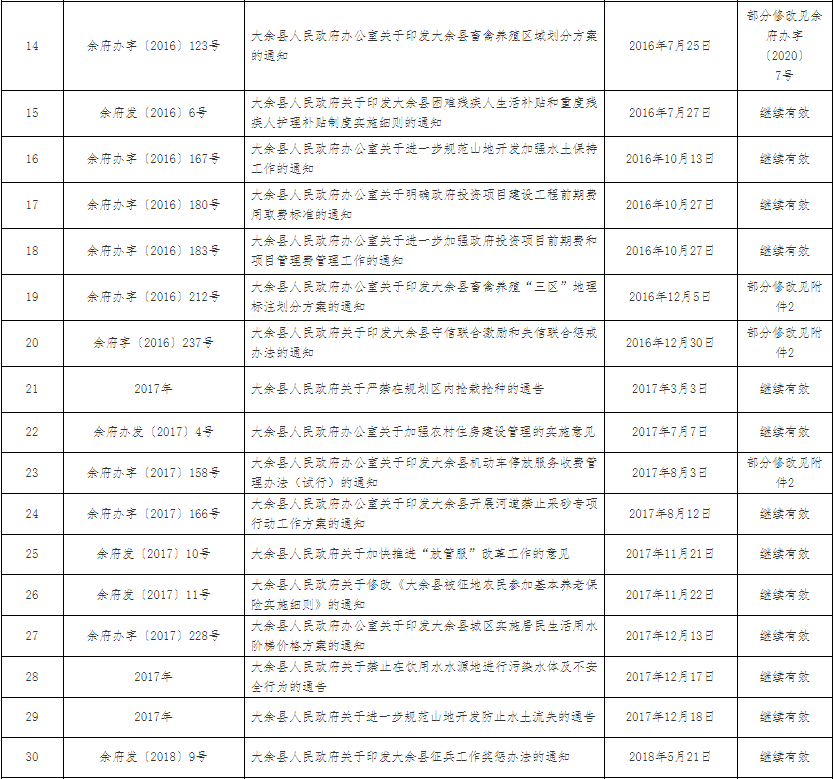 14 余府办字〔2016〕123号 大余县人民政府办公室关于印发大余县畜禽养殖区域划分方案
的通知 2016年7月25日 部分修改见余
府办字
〔2020〕
7号
15 余府发〔2016〕6号 大余县人民政府关于印发大余县困难残疾人生活补贴和重度残
疾人护理补贴制度实施细则的通知 2016年7月27日 继续有效
16 余府办字〔2016〕167号 大余县人民政府办公室关于进一步规范山地开发加强水土保持
工作的通知 2016年10月13日 继续有效
17 余府办字〔2016〕180号 大余县人民政府办公室关于明确政府投资项目建设工程前期费
用取费标准的通知 2016年10月27日 继续有效
18 余府办字〔2016〕183号 大余县人民政府办公室关于进一步加强政府投资项目前期费和
项目管理费管理工作的通知 2016年10月27日 继续有效
19 余府办字〔2016〕212号 大余县人民政府办公室关于印发大余县畜禽养殖“三区”地理
标注划分方案的通知 2016年12月5日 部分修改见附
件2
20 余府字〔2016〕237号 大余县人民政府关于印发大余县守信联合激励和失信联合惩戒
办法的通知 2016年12月30日 部分修改见附
件2
21 2017年 大余县人民政府关于严禁在规划区内抢栽抢种的通告 2017年3月3日 继续有效
22 余府办发〔2017〕4号 大余县人民政府办公室关于加强农村住房建设管理的实施意见 2017年7月7日 继续有效
23 余府办字〔2017〕158号 大余县人民政府办公室关于印发大余县机动车停放服务收费管
理办法（试行）的通知 2017年8月3日 部分修改见附
件2
24 余府办字〔2017〕166号 大余县人民政府办公室关于印发大余县开展河道禁止采砂专项
行动工作方案的通知 2017年8月12日 继续有效
25 余府发〔2017〕10号 大余县人民政府关于加快推进“放管服”改革工作的意见 2017年11月21日 继续有效
26 余府发〔2017〕11号 大余县人民政府关于修改《大余县被征地农民参加基本养老保
险实施细则》的通知 2017年11月22日 继续有效
27 余府办字〔2017〕228号 大余县人民政府办公室关于印发大余县城区实施居民生活用水
阶梯价格方案的通知 2017年12月13日 继续有效
28 2017年 大余县人民政府关于禁止在饮用水水源地进行污染水体及不安
全行为的通告 2017年12月17日 继续有效
29 2017年 大余县人民政府关于进一步规范山地开发防止水土流失的通告 2017年12月18日 继续有效
30 余府发〔2018〕9号 大余县人民政府关于印发大余县征兵工作奖惩办法的通知 2018年5月21日 继续有效